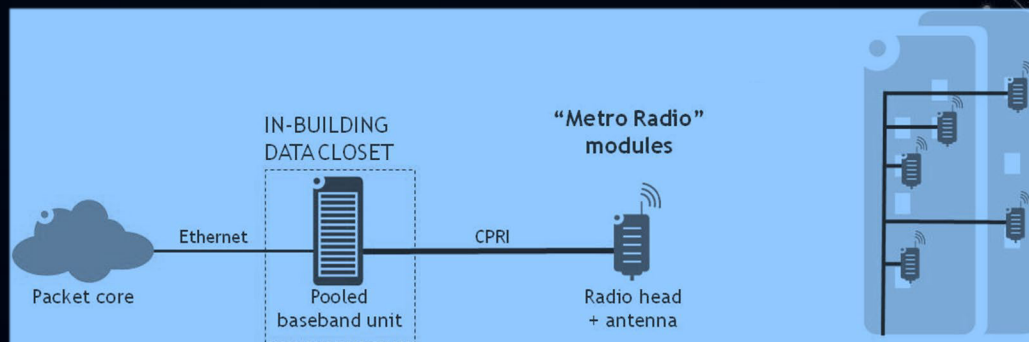 IN-BUILDING
DATA CLOSET
"Metro Radio"
modules
Ethernet
CPRI
Packet core
Pooled
baseband unit
Radio head
+ antenna